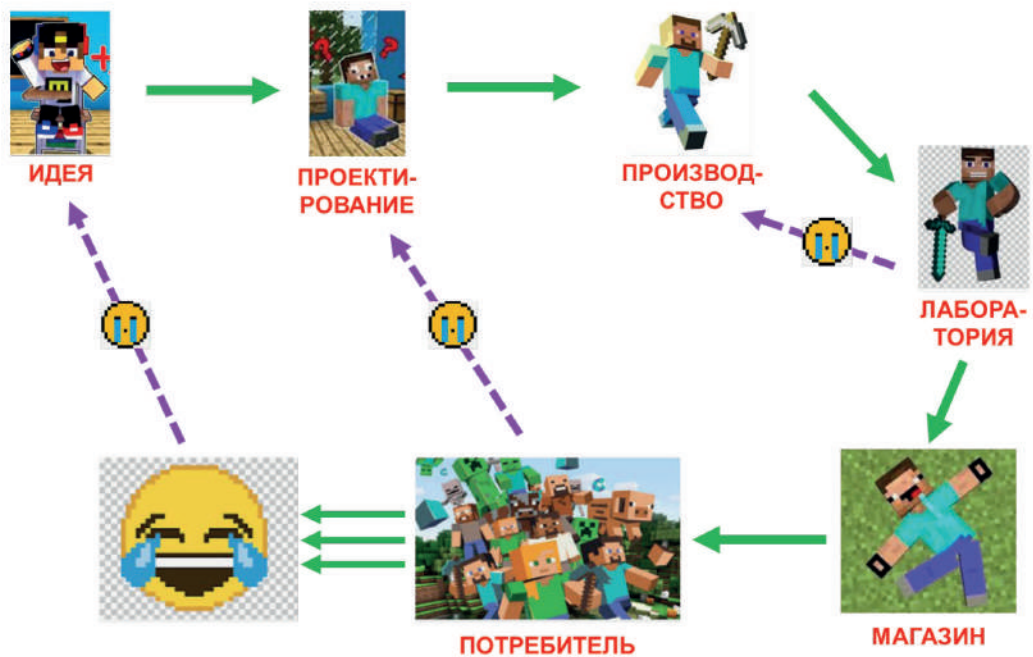 ИДЕЯ
ПРОЕКТИ-
РОВАНИЕ
ПРОИЗВОД-
СТВО
ЛАБОРА-
ТОРИЯ
МАГАЗИН
ПОТРЕБИТЕЛЬ